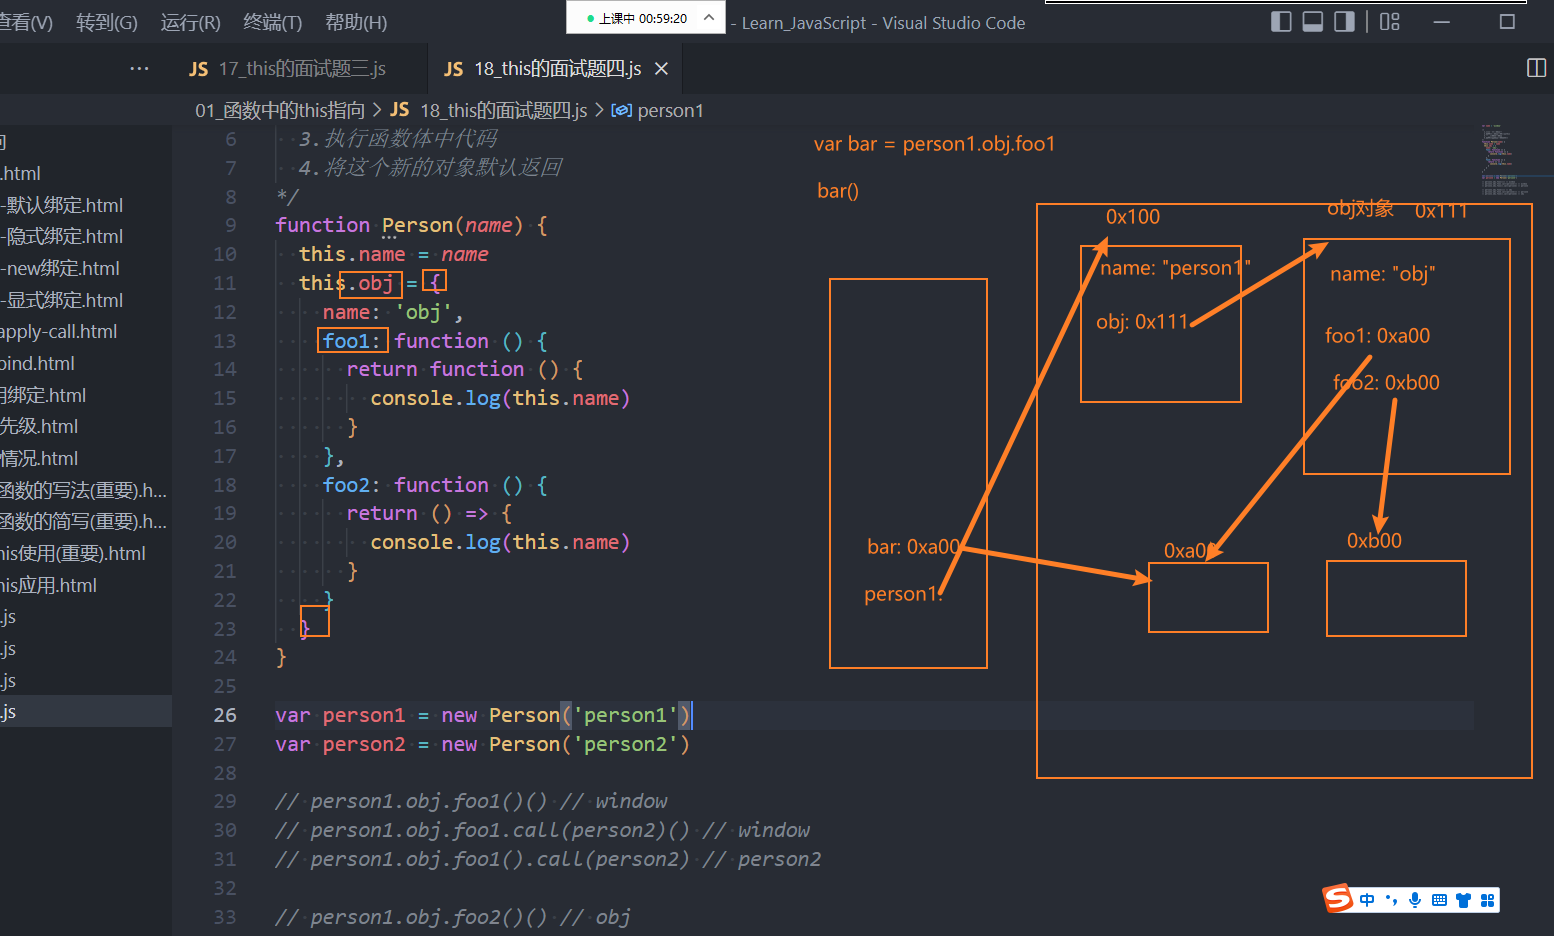 查看(V) 转到(G) 运行(R) 终端(T) 帮助(H)
上课中 00:59:20
- Learn_JavaScript - Visual Studio Code
··· JS 17_this的面试题三.js JS 18_this的面试题四.js
01_函数中的this指向 > JS 18_this的面试题四.js > person1
.html
-默认绑定.html
-隐式绑定.html
-new绑定.html
-显式绑定.html
apply-call.html
bind.html
绑定.html
先级.html
情况.html
函数的写法(重要).h...
函数的简写(重要).h...
his使用(重要).html
his应用.html
.js
.js
.js
.js
6 3.执行函数体中代码
7 4.将这个新的对象默认返回
8 */
9 function Person(name) {
10 this.name = name
11 this.obj = {
12 name: 'obj',
13 foo1: function () {
14 return function () {
15 console.log(this.name)
16 }
17 },
18 foo2: function () {
19 return () => {
20 console.log(this.name)
21 }
22 }
23 }
24 }
25
26 var person1 = new Person('person1')
27 var person2 = new Person('person2')
28
29 // person1.obj.foo1()() // window
30 // person1.obj.foo1.call(person2)() // window
31 // person1.obj.foo1().call(person2) // person2
32
33 // person1.obj.foo2()() // obj
var bar = person1.obj.foo1
bar()
0x100
name: "person1"
obj: 0x111
obj对象 0x111
name: "obj"
foo1: 0xa00
foo2: 0xb00
bar: 0xa00
person1:
0xa00
0xb00
S 中